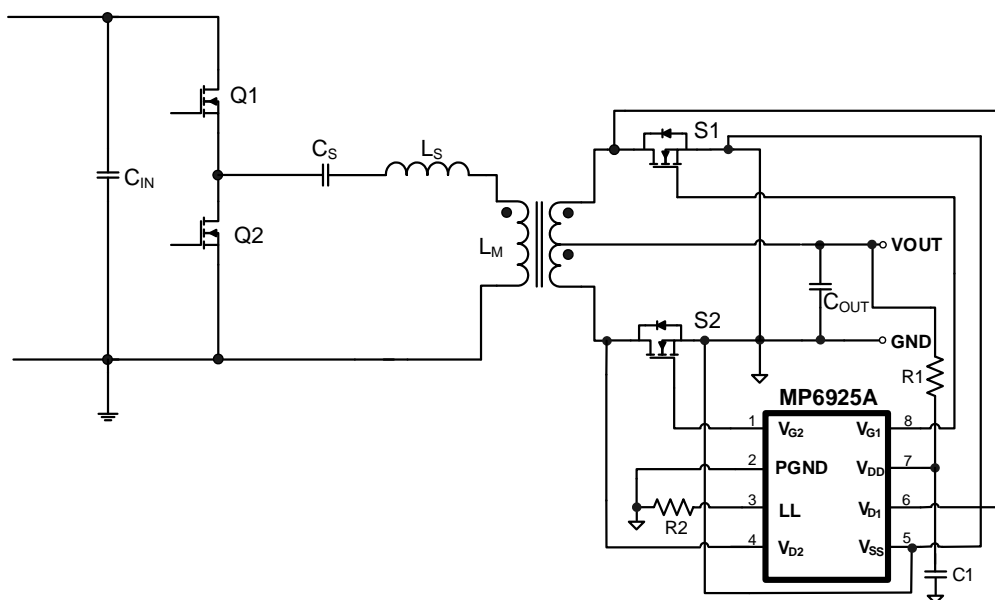 Q1
S1
C_S
L_S
C_IN
Q2
L_M
VOUT
C_OUT
S2
GND
R1
MP6925A
1
V_G2
V_G1
8
2
PGND
V_DD
7
3
LL
V_D1
6
R2
4
V_D2
V_SS
5
C1